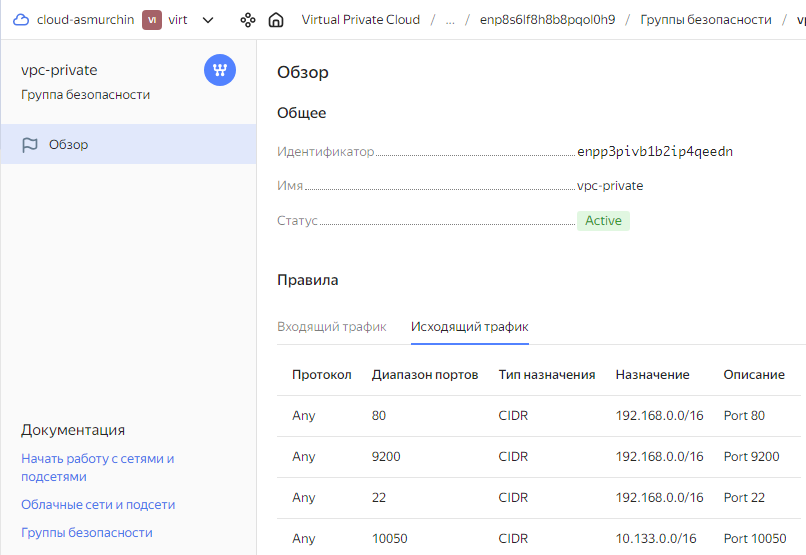 cloud-asmurchin VI virt Virtual Private Cloud / ... / enp8s6lf8h8b8pqol0h9 / Группы безопасности / vp
vpc-private
Группа безопасности
Обзор
Документация
Начать работу с сетями и
подсетями
Облачные сети и подсети
Группы безопасности
Обзор
Общее
Идентификатор enpp3pivb1b2ip4qeedn
Имя vpc-private
Статус Active
Правила
Входящий трафик Исходящий трафик
Протокол Диапазон портов Тип назначения Назначение Описание
Any 80 CIDR 192.168.0.0/16 Port 80
Any 9200 CIDR 192.168.0.0/16 Port 9200
Any 22 CIDR 192.168.0.0/16 Port 22
Any 10050 CIDR 10.133.0.0/16 Port 10050